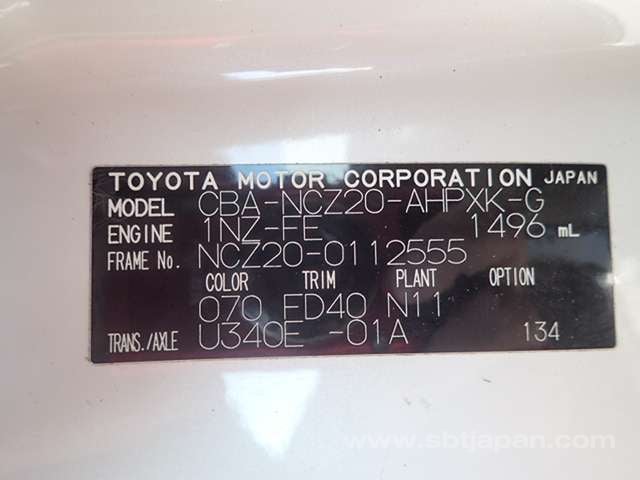 TOYOTA MOTOR CORPORATION JAPAN
MODEL CBA-NCZ20-AHPXK-G
ENGINE 1NZ-FE 1496 mL
FRAME No. NCZ20-0112555
COLOR TRIM PLANT OPTION
070 FD40 N11
TRANS./AXLE U340E -01A 134
www.sbtjapan.com